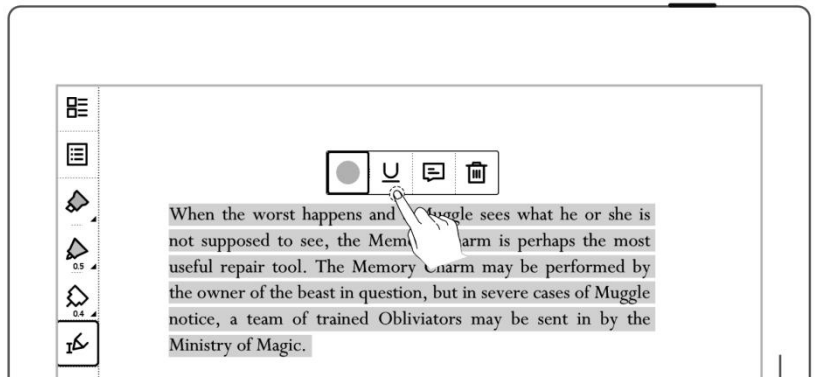 U
When the worst happens and Muggle sees what he or she is
not supposed to see, the Charm is perhaps the most
useful repair tool. The Memory Charm may be performed by
the owner of the beast in question, but in severe cases of Muggle
0.5
0.4
notice, a team of trained Obliviators may be sent in by the
I
Ministry of Magic.